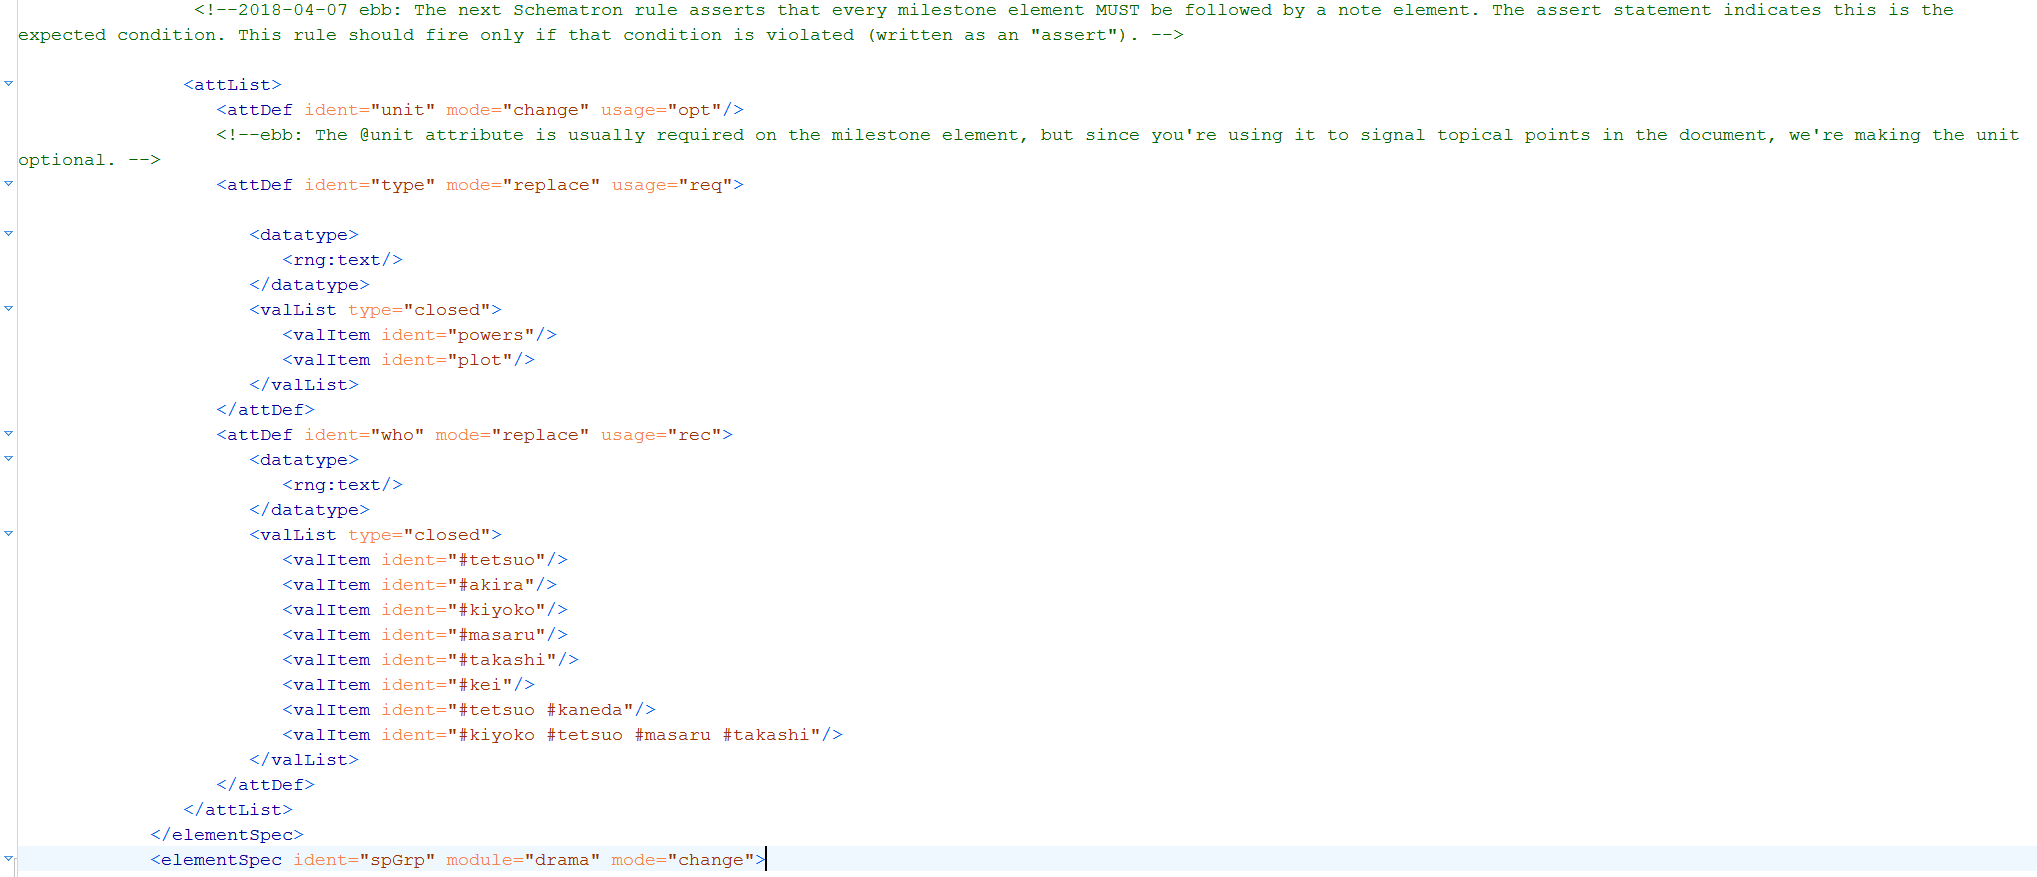 <!--2018-04-07 ebb: The next Schematron rule asserts that every milestone element MUST be followed by a note element. The assert statement indicates this is the
expected condition. This rule should fire only if that condition is violated (written as an "assert"). -->
<attList>
<attDef ident="unit" mode="change" usage="opt"/>
<!--ebb: The @unit attribute is usually required on the milestone element, but since you're using it to signal topical points in the document, we're making the unit
optional. -->
<attDef ident="type" mode="replace" usage="req">
<datatype>
<rng:text/>
</datatype>
<valList type="closed">
<valItem ident="powers"/>
<valItem ident="plot"/>
</valList>
</attDef>
<attDef ident="who" mode="replace" usage="rec">
<datatype>
<rng:text/>
</datatype>
<valList type="closed">
<valItem ident="#tetsuo"/>
<valItem ident="#akira"/>
<valItem ident="#kiyoko"/>
<valItem ident="#masaru"/>
<valItem ident="#takashi"/>
<valItem ident="#kei"/>
<valItem ident="#tetsuo #kaneda"/>
<valItem ident="#kiyoko #tetsuo #masaru #takashi"/>
</valList>
</attDef>
</attList>
</elementSpec>
<elementSpec ident="spGrp" module="drama" mode="change">